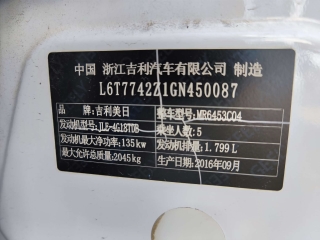 中国 浙江吉利汽车有限公司 制造
L6T7742Z1GN450087
品牌:吉利美日 整车型号:MR6453C04
发动机型号:JLE-4G18TDB 乘坐人数:5
发动机最大净功率:135kw 发动机排量:1.799L
最大允许总质量:2045kg 生产日期:2016年09月